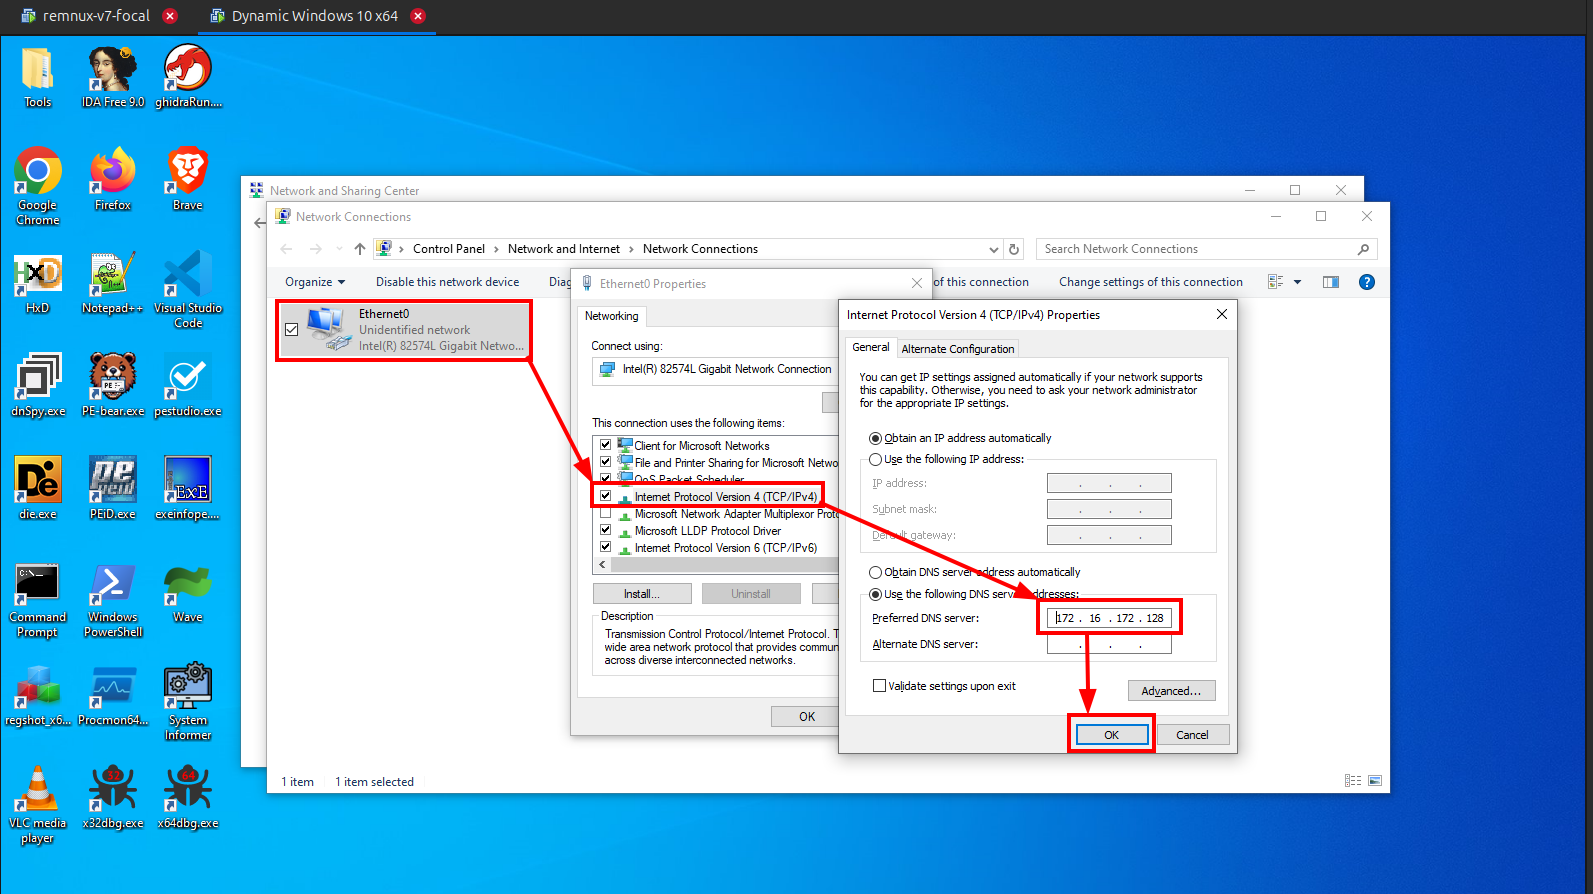 remnux-v7-focal
Dynamic Windows 10 x64
Tools
IDA Free 9.0
ghidraRun....
Google
Chrome
Firefox
Brave
HxD
Notepad++
Visual Studio
Code
dnSpy.exe
PE-bear.exe
pestudio.exe
die.exe
PEiD.exe
exeinfope....
Command
Prompt
Windows
PowerShell
Wave
regshot_x6...
Procmon64...
System
Informer
VLC media
player
x32dbg.exe
x64dbg.exe
Network and Sharing Center
Network Connections
Control Panel
Network and Internet
Network Connections
Search Network Connections
Organize
Disable this network device
Diag
of this connection
Change settings of this connection
Ethernet0
Unidentified network
Intel(R) 82574L Gigabit Netwo...
1 item
1 item selected
Ethernet0 Properties
Networking
Connect using:
Intel(R) 82574L Gigabit Network Connection
This connection uses the following items:
Client for Microsoft Networks
File and Printer Sharing for Microsoft Netwo
QoS Packet Scheduler
Internet Protocol Version 4 (TCP/IPv4)
Microsoft Network Adapter Multiplexor Proto
Microsoft LLDP Protocol Driver
Internet Protocol Version 6 (TCP/IPv6)
Install...
Uninstall
Description
Transmission Control Protocol/Internet Protocol. T
wide area network protocol that provides commun
across diverse interconnected networks.
OK
Internet Protocol Version 4 (TCP/IPv4) Properties
General
Alternate Configuration
You can get IP settings assigned automatically if your network supports
this capability. Otherwise, you need to ask your network administrator
for the appropriate IP settings.
Obtain an IP address automatically
Use the following IP address:
IP address:
Subnet mask:
Default gateway:
Obtain DNS server address automatically
Use the following DNS server addresses:
Preferred DNS server:
172 . 16 . 172 . 128
Alternate DNS server:
Validate settings upon exit
Advanced...
OK
Cancel